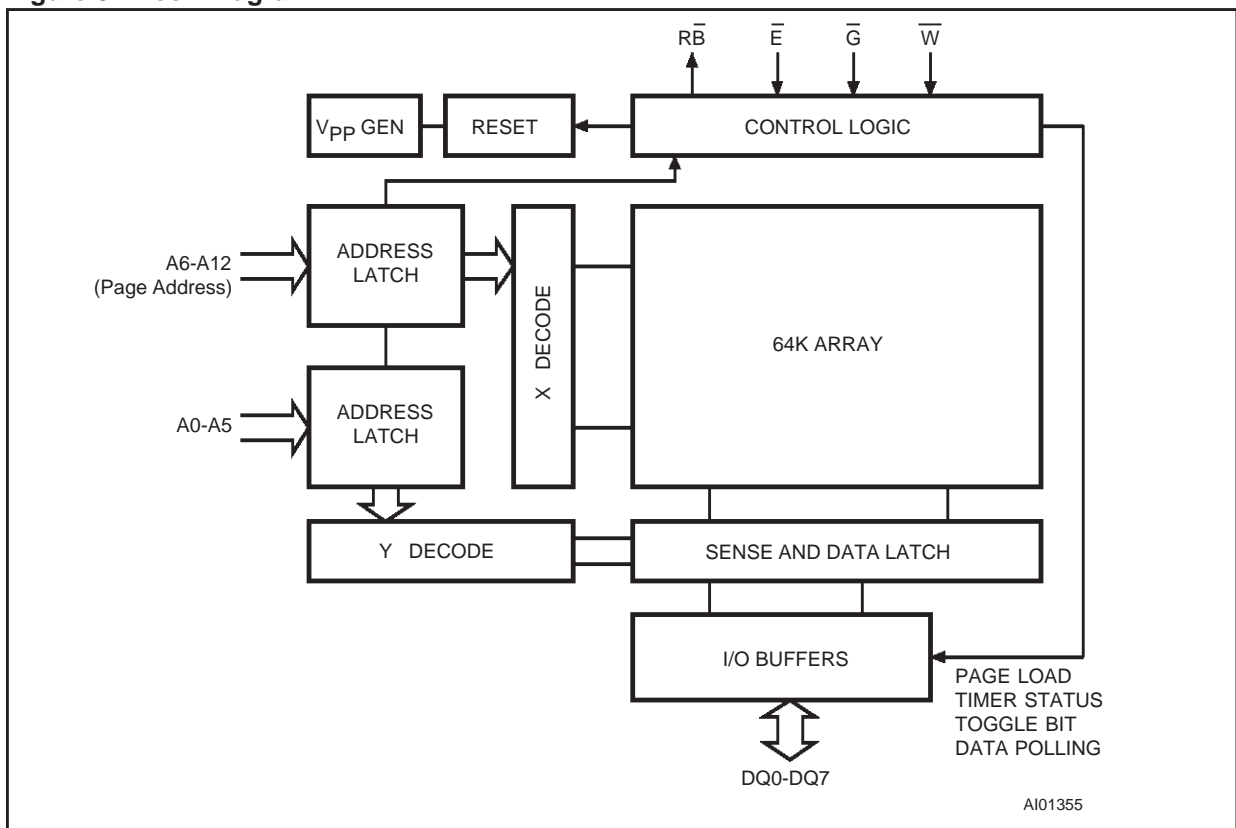 RB̅ E̅ G̅ W̅
VPP GEN
RESET
CONTROL LOGIC
A6-A12
(Page Address)
ADDRESS
LATCH
X DECODE
64K ARRAY
A0-A5
ADDRESS
LATCH
Y DECODE
SENSE AND DATA LATCH
I/O BUFFERS
PAGE LOAD
TIMER STATUS
TOGGLE BIT
DATA POLLING
DQ0-DQ7
AI01355